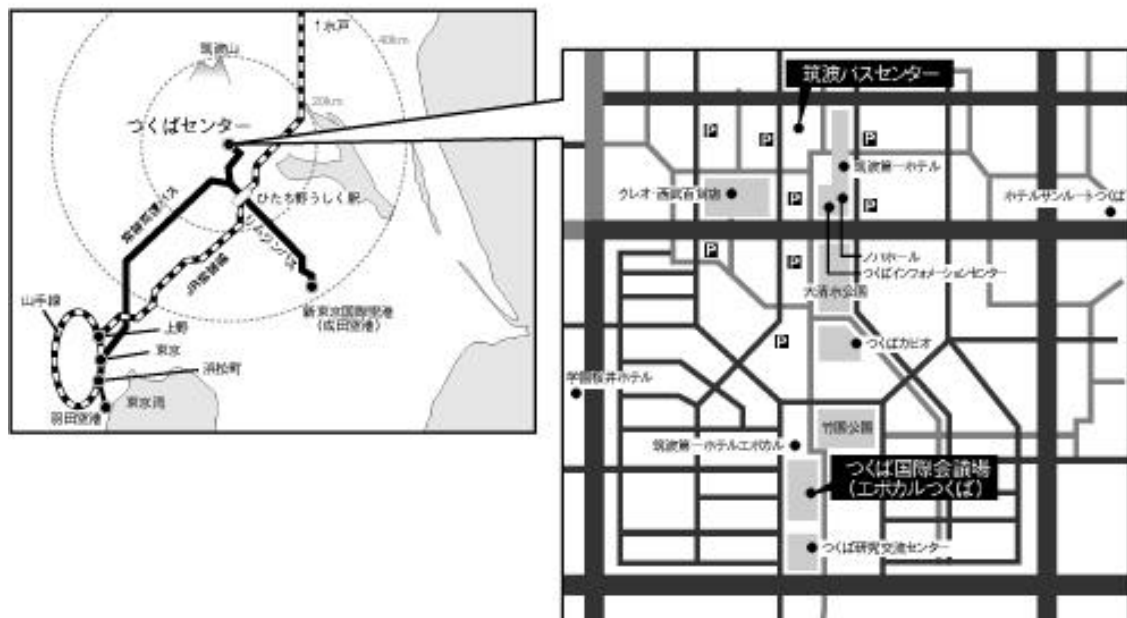 ↑水戸
40km
筑波山
20km
つくばセンター
ひたち野うしく駅
常磐高速バス
リムジンバス
JR常磐線
山手線
新東京国際空港
(成田空港)
上野
東京
浜松町
羽田空港
東京湾
筑波バスセンター
P
P
P
P
筑波第一ホテル
クレオ・西武百貨店
P
ホテルサンルートつくば
P
P
ノバホール
つくばインフォメーションセンター
大清水公園
P
つくばカピオ
学園桜井ホテル
竹園公園
筑波第一ホテルエポカル
つくば国際会議場
(エポカルつくば)
つくば研究交流センター